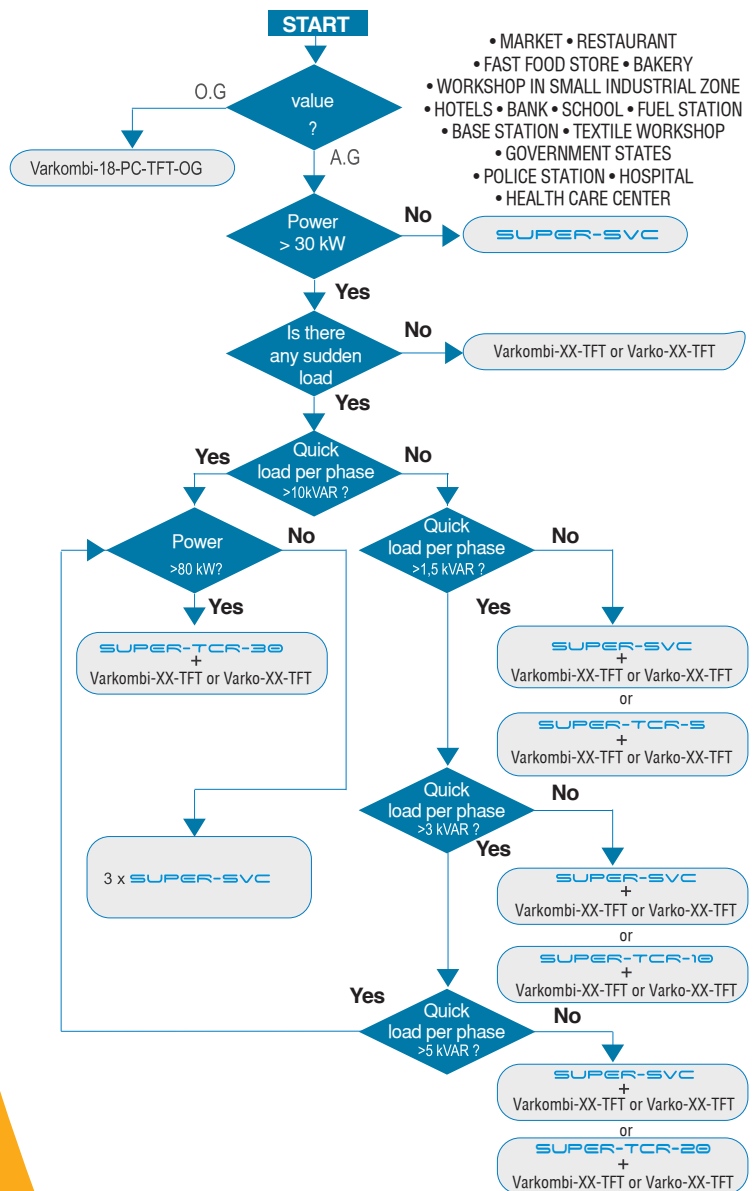 START
• MARKET • RESTAURANT
• FAST FOOD STORE • BAKERY
• WORKSHOP IN SMALL INDUSTRIAL ZONE
• HOTELS • BANK • SCHOOL • FUEL STATION
• BASE STATION • TEXTILE WORKSHOP
• GOVERNMENT STATES
• POLICE STATION • HOSPITAL
• HEALTH CARE CENTER
O.G
value
?
A.G
Varkombi-18-PC-TFT-OG
Power
> 30 kW
No
SUPER-SVC
Yes
Is there
any sudden
load
No
Varkombi-XX-TFT or Varko-XX-TFT
Yes
Quick
load per phase
>10kVAR ?
Yes
No
Power
>80 kW?
No
Yes
SUPER-TCR-30
+
Varkombi-XX-TFT or Varko-XX-TFT
3 x SUPER-SVC
Quick
load per phase
>1,5 kVAR ?
No
Yes
SUPER-SVC
+
Varkombi-XX-TFT or Varko-XX-TFT
or
SUPER-TCR-5
+
Varkombi-XX-TFT or Varko-XX-TFT
Quick
load per phase
>3 kVAR ?
No
Yes
SUPER-SVC
+
Varkombi-XX-TFT or Varko-XX-TFT
or
SUPER-TCR-10
+
Varkombi-XX-TFT or Varko-XX-TFT
Yes
Quick
load per phase
>5 kVAR ?
No
SUPER-SVC
+
Varkombi-XX-TFT or Varko-XX-TFT
or
SUPER-TCR-20
+
Varkombi-XX-TFT or Varko-XX-TFT